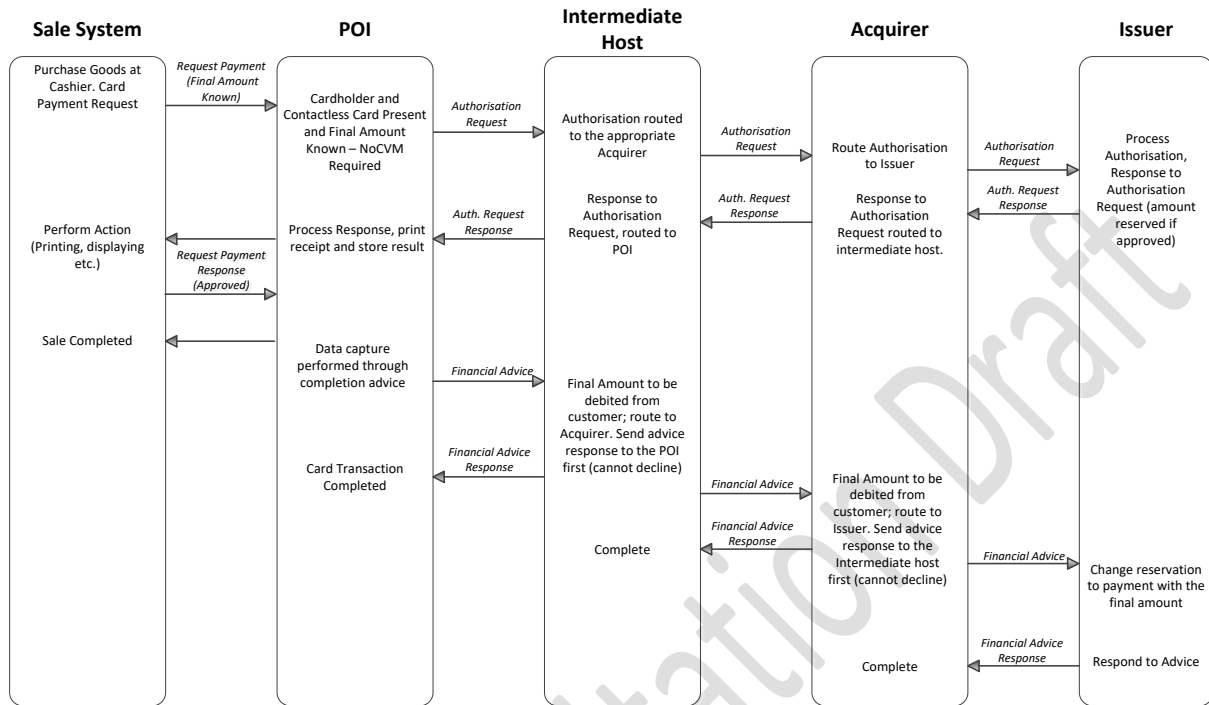 Sale System
POI
Intermediate
Host
Acquirer
Issuer
Purchase Goods at
Cashier. Card
Payment Request
Request Payment
(Final Amount
Known)
Cardholder and
Contactless Card Present
and Final Amount
Known – NoCVM
Required
Authorisation
Request
Authorisation routed
to the appropriate
Acquirer
Authorisation
Request
Route Authorisation
to Issuer
Authorisation
Request
Process
Authorisation,
Response to
Authorisation
Request (amount
reserved if
approved)
Auth. Request
Response
Response to
Authorisation
Request routed to
intermediate host.
Auth. Request
Response
Response to
Authorisation
Request, routed to
POI
Auth. Request
Response
Process Response, print
receipt and store result
Perform Action
(Printing, displaying
etc.)
Request Payment
Response
(Approved)
Sale Completed
Data capture
performed through
completion advice
Financial Advice
Final Amount to be
debited from
customer; route to
Acquirer. Send advice
response to the POI
first (cannot decline)
Financial Advice
Response
Card Transaction
Completed
Financial Advice
Final Amount to be
debited from
customer; route to
Issuer. Send advice
response to the
Intermediate host
first (cannot decline)
Financial Advice
Response
Complete
Financial Advice
Change reservation
to payment with the
final amount
Financial Advice
Response
Respond to Advice
Complete
tation Draft